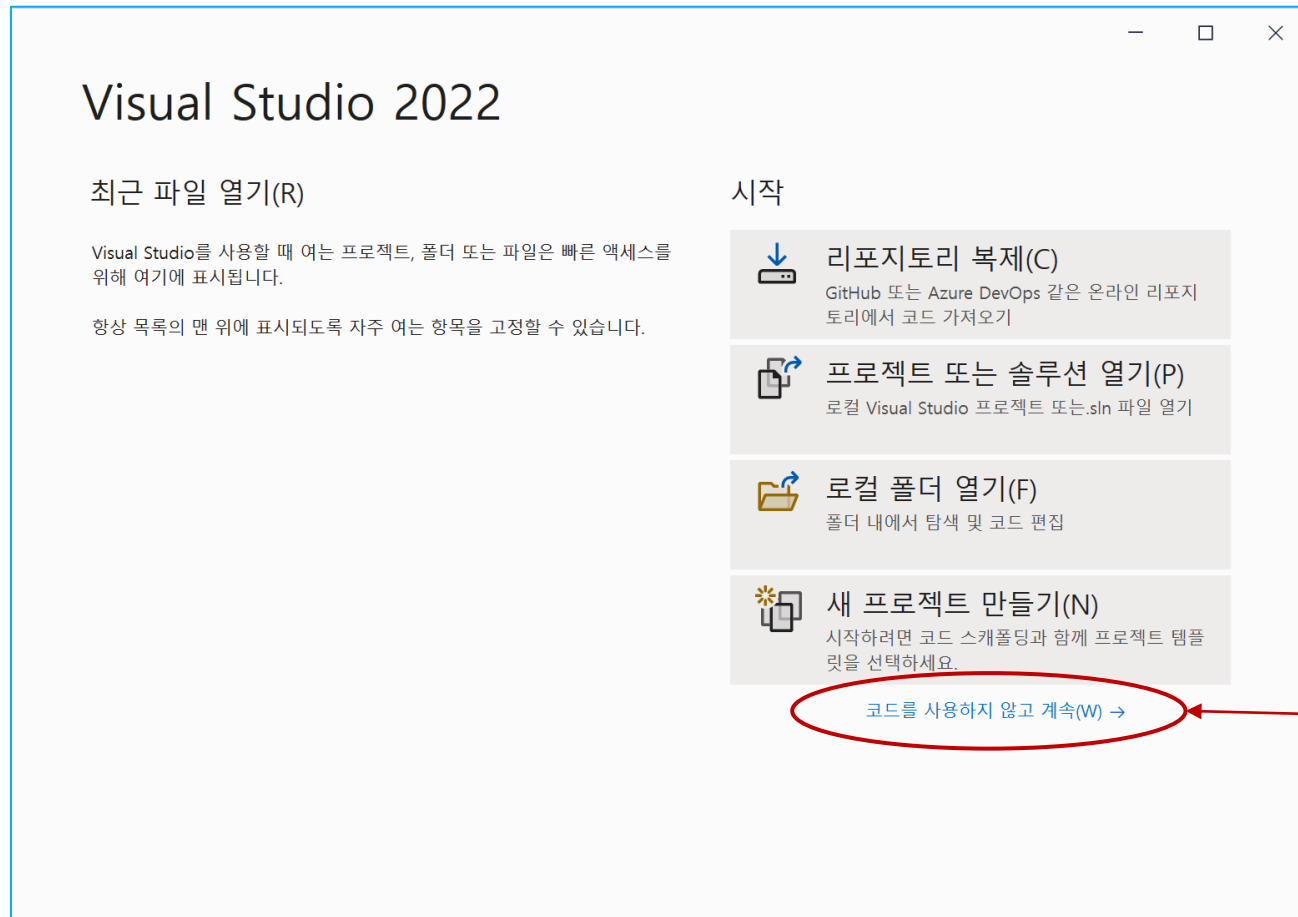 Visual Studio 2022
최근 파일 열기(R)
Visual Studio를 사용할 때 여는 프로젝트, 폴더 또는 파일은 빠른 액세스를
위해 여기에 표시됩니다.
항상 목록의 맨 위에 표시되도록 자주 여는 항목을 고정할 수 있습니다.
시작
리포지토리 복제(C)
GitHub 또는 Azure DevOps 같은 온라인 리포지
토리에서 코드 가져오기
프로젝트 또는 솔루션 열기(P)
로컬 Visual Studio 프로젝트 또는.sln 파일 열기
로컬 폴더 열기(F)
폴더 내에서 탐색 및 코드 편집
새 프로젝트 만들기(N)
시작하려면 코드 스캐폴딩과 함께 프로젝트 템플
릿을 선택하세요.
코드를 사용하지 않고 계속(W) →